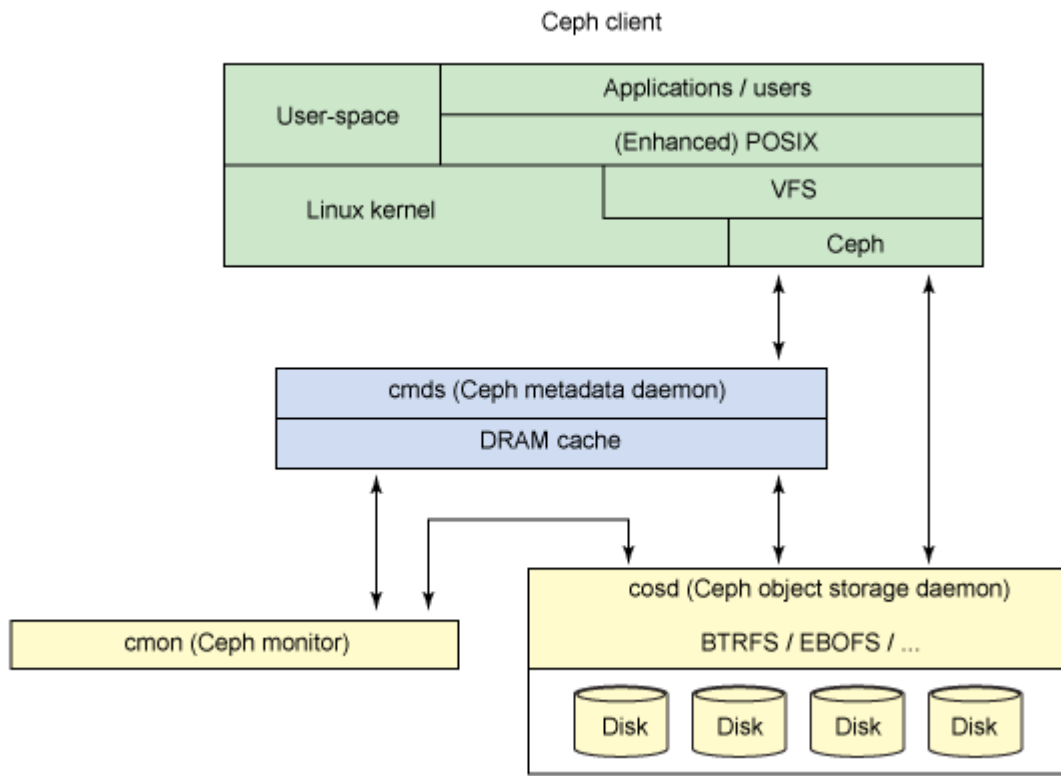 Ceph client
User-space
Applications / users
(Enhanced) POSIX
Linux kernel
VFS
Ceph
cmds (Ceph metadata daemon)
DRAM cache
cmon (Ceph monitor)
cosd (Ceph object storage daemon)
BTRFS / EBOFS / ...
Disk Disk Disk Disk